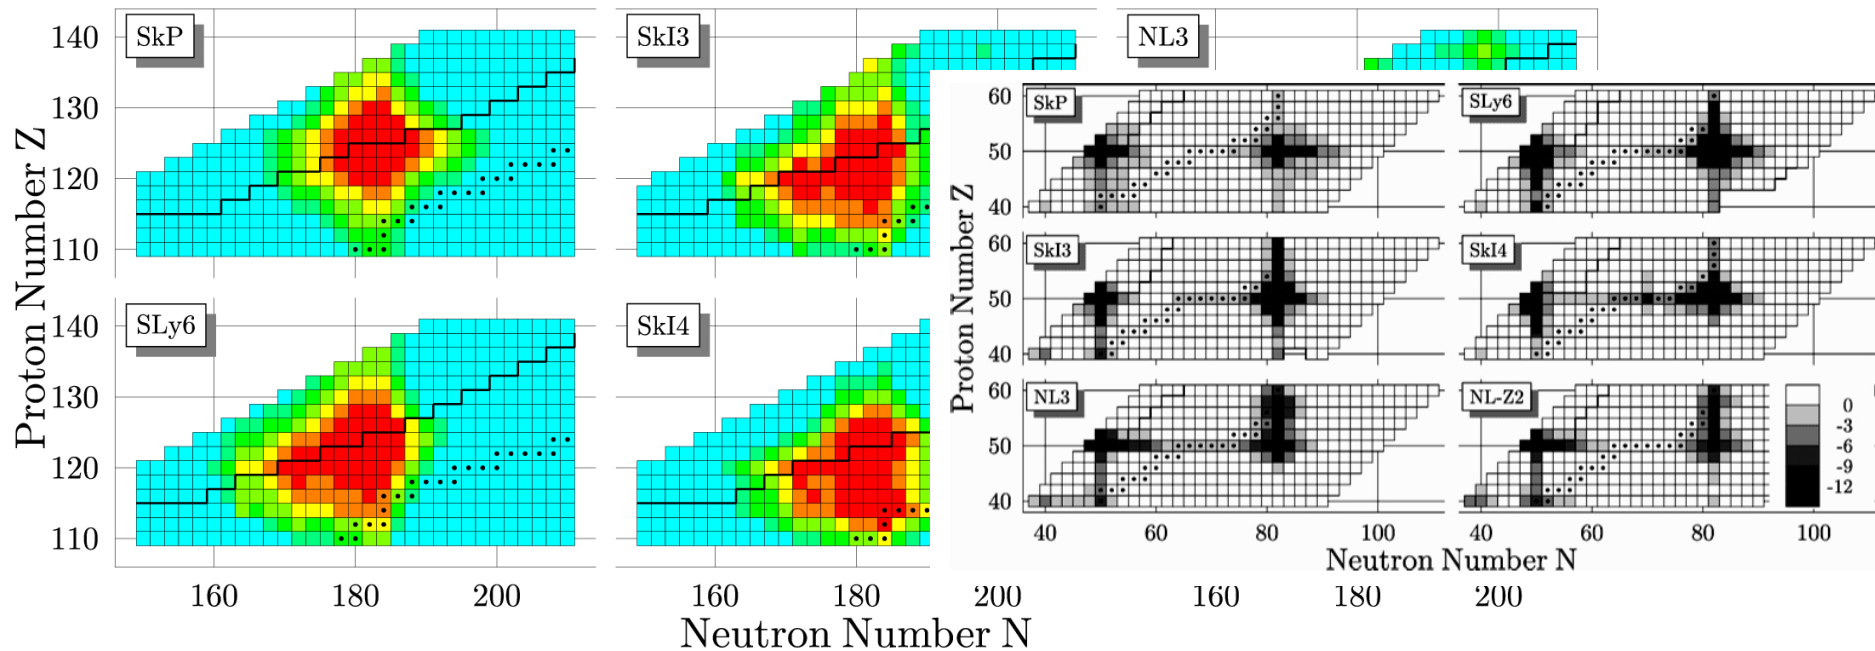 SkP
SkI3
NL3
140
130
120
110
SLy6
SkI4
140
130
120
110
Proton Number Z
160 180 200
160 180 200
160 180 200
Neutron Number N
SkP
SLy6
60
50
40
SkI3
SkI4
60
50
40
NL3
NL-Z2
60
50
40
0
-3
-6
-9
-12
Proton Number Z
40 60 80 100
40 60 80 100
Neutron Number N